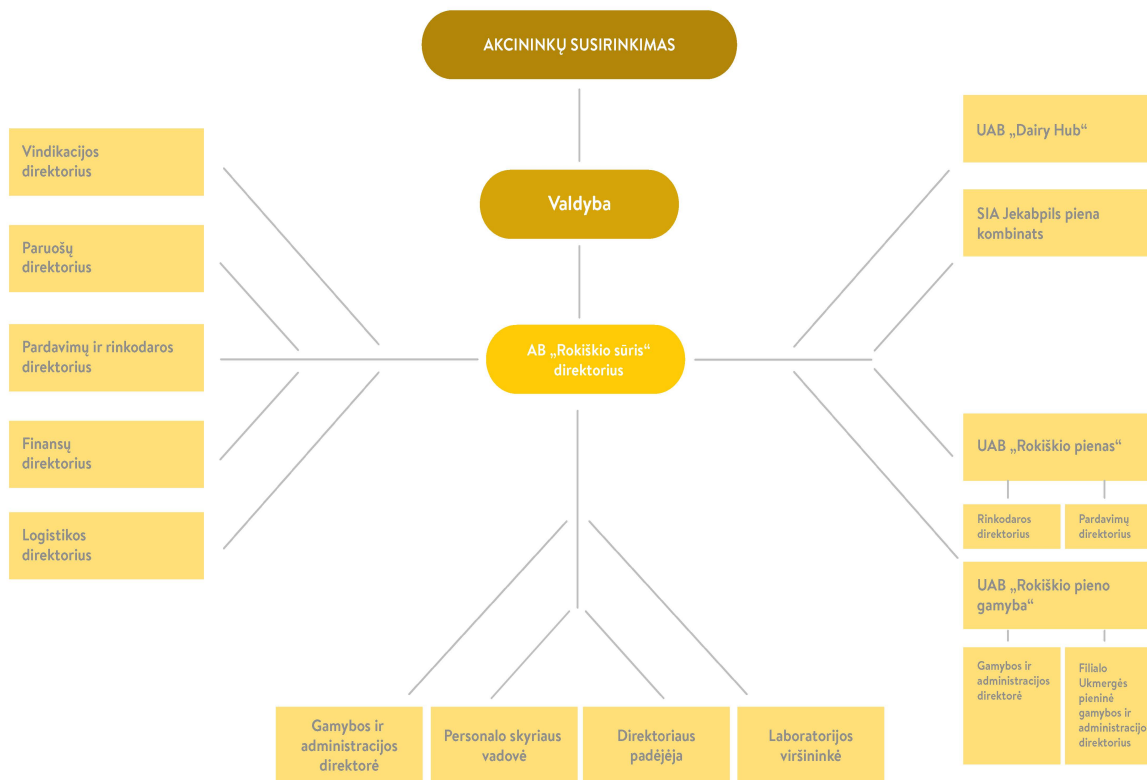 AKCININKŲ SUSIRINKIMAS
Valdyba
AB „Rokiškio sūris“
direktorius
Vindikacijos
direktorius
Paruošų
direktorius
Pardavimų ir rinkodaros
direktorius
Finansų
direktorius
Logistikos
direktorius
UAB „Dairy Hub“
SIA Jekabpils piena
kombinats
UAB „Rokiškio pienas“
Rinkodaros
direktorius
Pardavimų
direktorius
UAB „Rokiškio pieno
gamyba“
Gamybos ir
administracijos
direktorė
Filialo
Ukmergės
pieninė
gamybos ir
administracijo
direktorius
Gamybos ir
administracijos
direktorė
Personalo skyriaus
vadovė
Direktoriaus
padėjėja
Laboratorijos
viršininkė